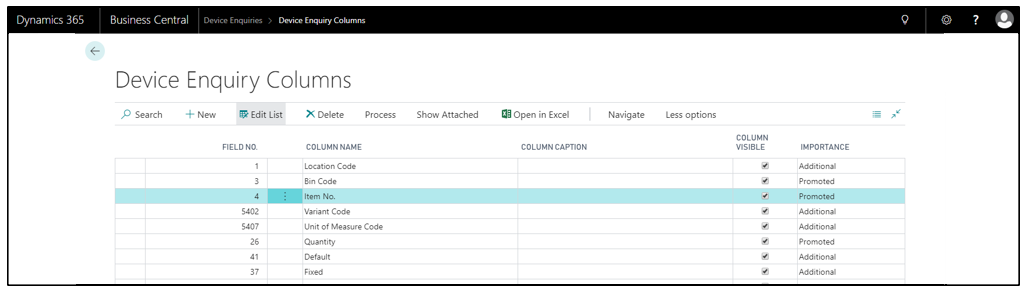 Dynamics 365 Business Central Device Enquiries > Device Enquiry Columns ?
Device Enquiry Columns
Search + New Edit List Delete Process Show Attached Open in Excel Navigate Less options
FIELD NO. COLUMN NAME COLUMN CAPTION COLUMN VISIBLE IMPORTANCE
1 Location Code Additional
3 Bin Code Promoted
4 Item No. Promoted
5402 Variant Code Additional
5407 Unit of Measure Code Additional
26 Quantity Promoted
41 Default Additional
37 Fixed Additional